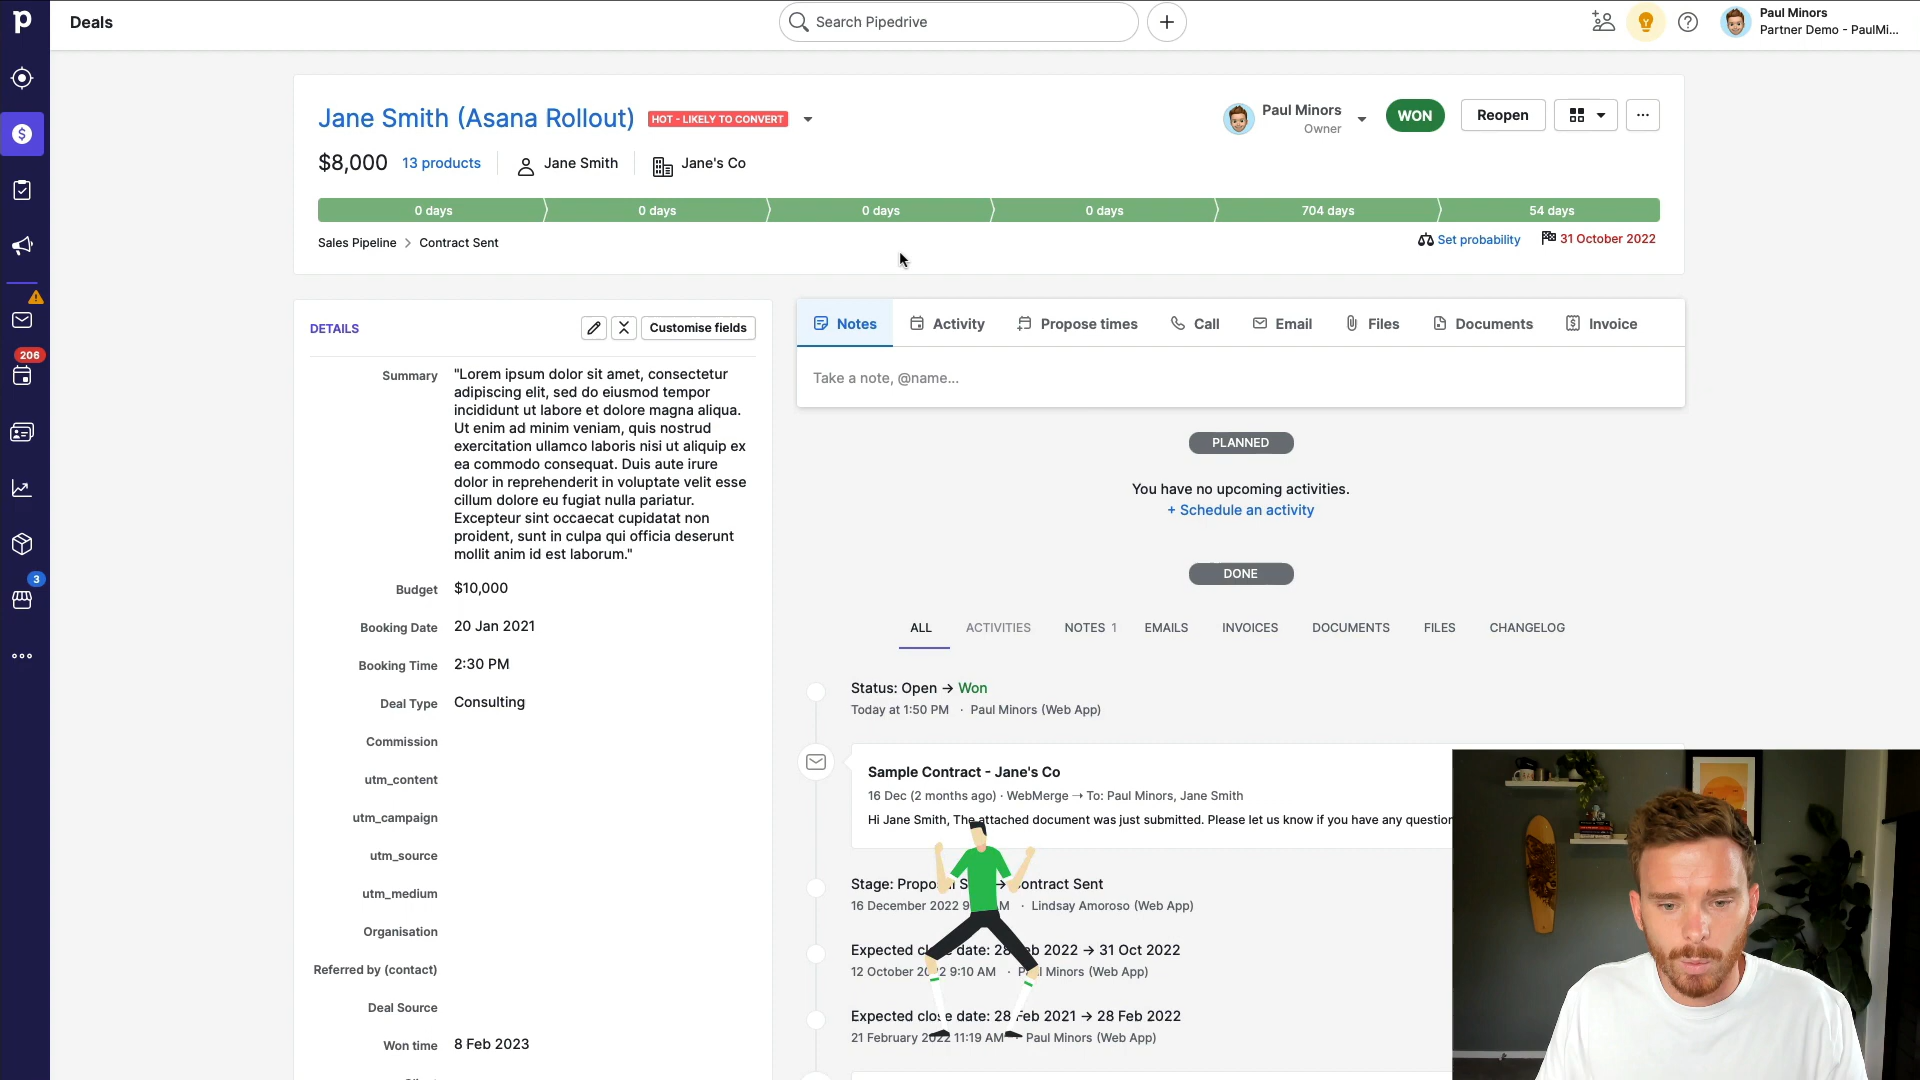 Deals
Search Pipedrive
Paul Minors
Partner Demo - PaulMi...
Jane Smith (Asana Rollout)
HOT - LIKELY TO CONVERT
Paul Minors
Owner
WON
Reopen
$8,000
13 products
Jane Smith
Jane's Co
0 days
0 days
0 days
0 days
704 days
54 days
Sales Pipeline > Contract Sent
Set probability
31 October 2022
DETAILS
Customise fields
Summary
"Lorem ipsum dolor sit amet, consectetur
adipiscing elit, sed do eiusmod tempor
incididunt ut labore et dolore magna aliqua.
Ut enim ad minim veniam, quis nostrud
exercitation ullamco laboris nisi ut aliquip ex
ea commodo consequat. Duis aute irure
dolor in reprehenderit in voluptate velit esse
cillum dolore eu fugiat nulla pariatur.
Excepteur sint occaecat cupidatat non
proident, sunt in culpa qui officia deserunt
mollit anim id est laborum."
Budget
$10,000
Booking Date
20 Jan 2021
Booking Time
2:30 PM
Deal Type
Consulting
Commission
utm_content
utm_campaign
utm_source
utm_medium
Organisation
Referred by (contact)
Deal Source
Won time
8 Feb 2023
206
3
Notes
Activity
Propose times
Call
Email
Files
Documents
Invoice
Take a note, @name...
PLANNED
You have no upcoming activities.
+ Schedule an activity
DONE
ALL
ACTIVITIES
NOTES 1
EMAILS
INVOICES
DOCUMENTS
FILES
CHANGELOG
Status: Open → Won
Today at 1:50 PM · Paul Minors (Web App)
Sample Contract - Jane's Co
16 Dec (2 months ago) · WebMerge → To: Paul Minors, Jane Smith
Hi Jane Smith, The attached document was just submitted. Please let us know if you have any
Stage: → Contract Sent
16 December 2022 · Lindsay Amoroso (Web App)
Expected date: 2022 → 31 Oct 2022
12 October 9:10 AM · Minors (Web App)
Expected date: 28 Feb 2021 → 28 Feb 2022
21 February 2022 11:19 AM · Paul Minors (Web App)